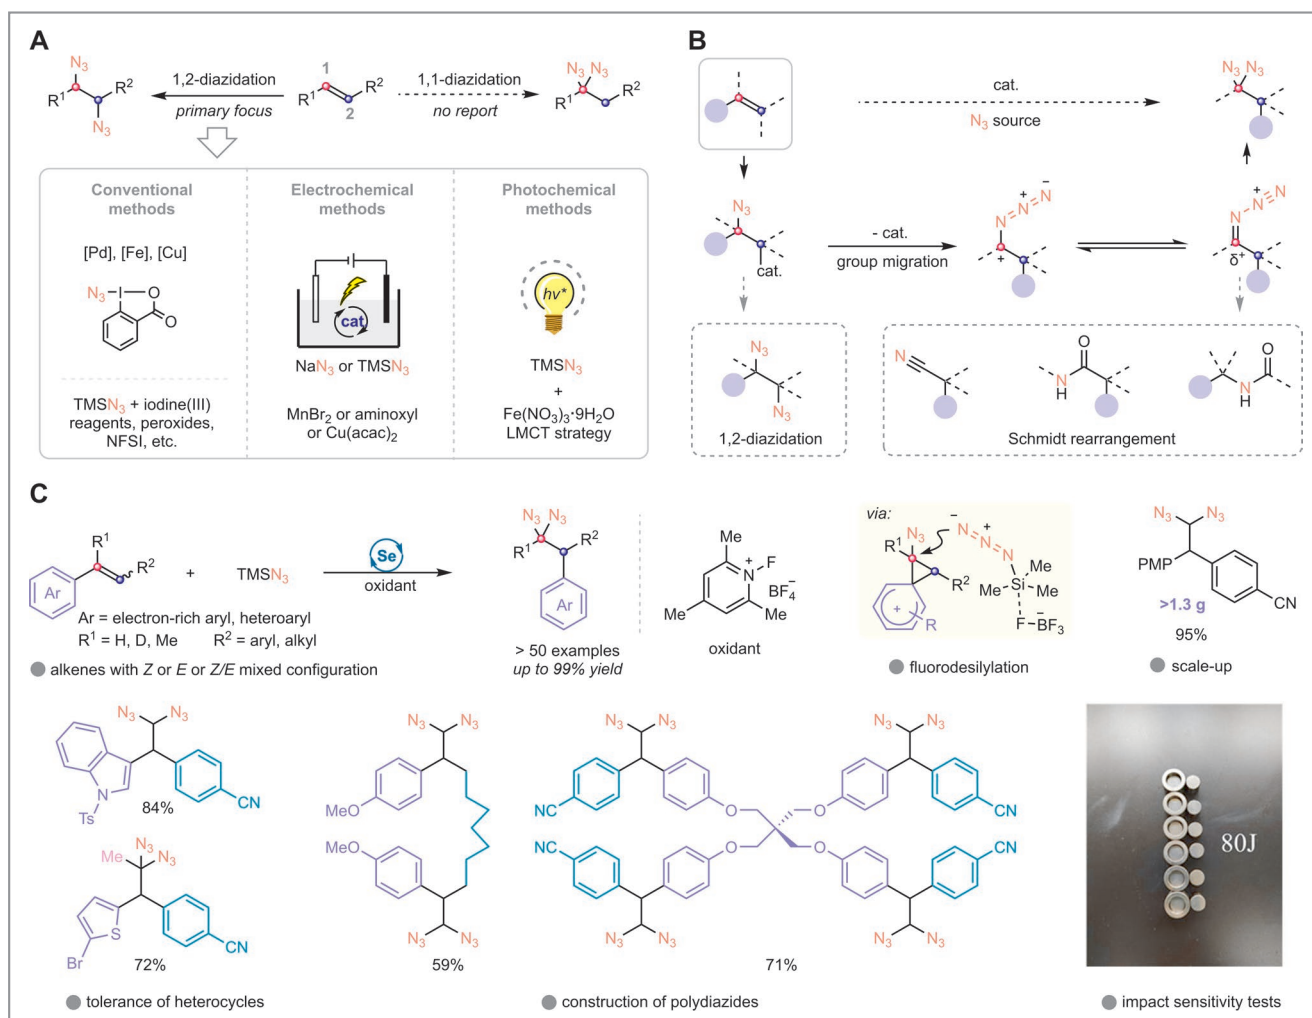 A
N3
R1
R2
N3
1,2-diazidation
primary focus
1
R1
R2
2
1,1-diazidation
no report
N3 N3
R1
R2
Conventional
methods
[Pd], [Fe], [Cu]
N3
I
O
O
TMSN3 + iodine(III)
reagents, peroxides,
NFSI, etc.
Electrochemical
methods
cat
NaN3 or TMSN3
MnBr2 or aminoxyl
or Cu(acac)2
Photochemical
methods
hv*
TMSN3
+
Fe(NO3)3·9H2O
LMCT strategy
B
cat.
N3 source
N3 N3
N3
cat.
- cat.
group migration
N
N
N
+
−
+
N
N
N
+
δ+
N3
N3
1,2-diazidation
N
O
N
H
O
N
H
Schmidt rearrangement
C
R1
R2
Ar
+
TMSN3
Se
oxidant
Ar = electron-rich aryl, heteroaryl
R1 = H, D, Me R2 = aryl, alkyl
alkenes with Z or E or Z/E mixed configuration
N3 N3
R1
R2
Ar
> 50 examples
up to 99% yield
Me
F
N
+
BF4
−
Me
Me
oxidant
via:
N3
R1
R2
+
R
−
N
+
N
N
Me
Me
Si
Me
F
−
BF3
fluorodesilylation
N3 N3
PMP
CN
>1.3 g
95%
scale-up
N3 N3
N
Ts
CN
84%
Me
N3
N3
S
Br
CN
72%
tolerance of heterocycles
N3 N3
MeO
MeO
N3 N3
59%
N3 N3
N3 N3
NC
O
O
CN
NC
O
O
CN
N3 N3
N3 N3
71%
construction of polydiazides
80J
impact sensitivity tests